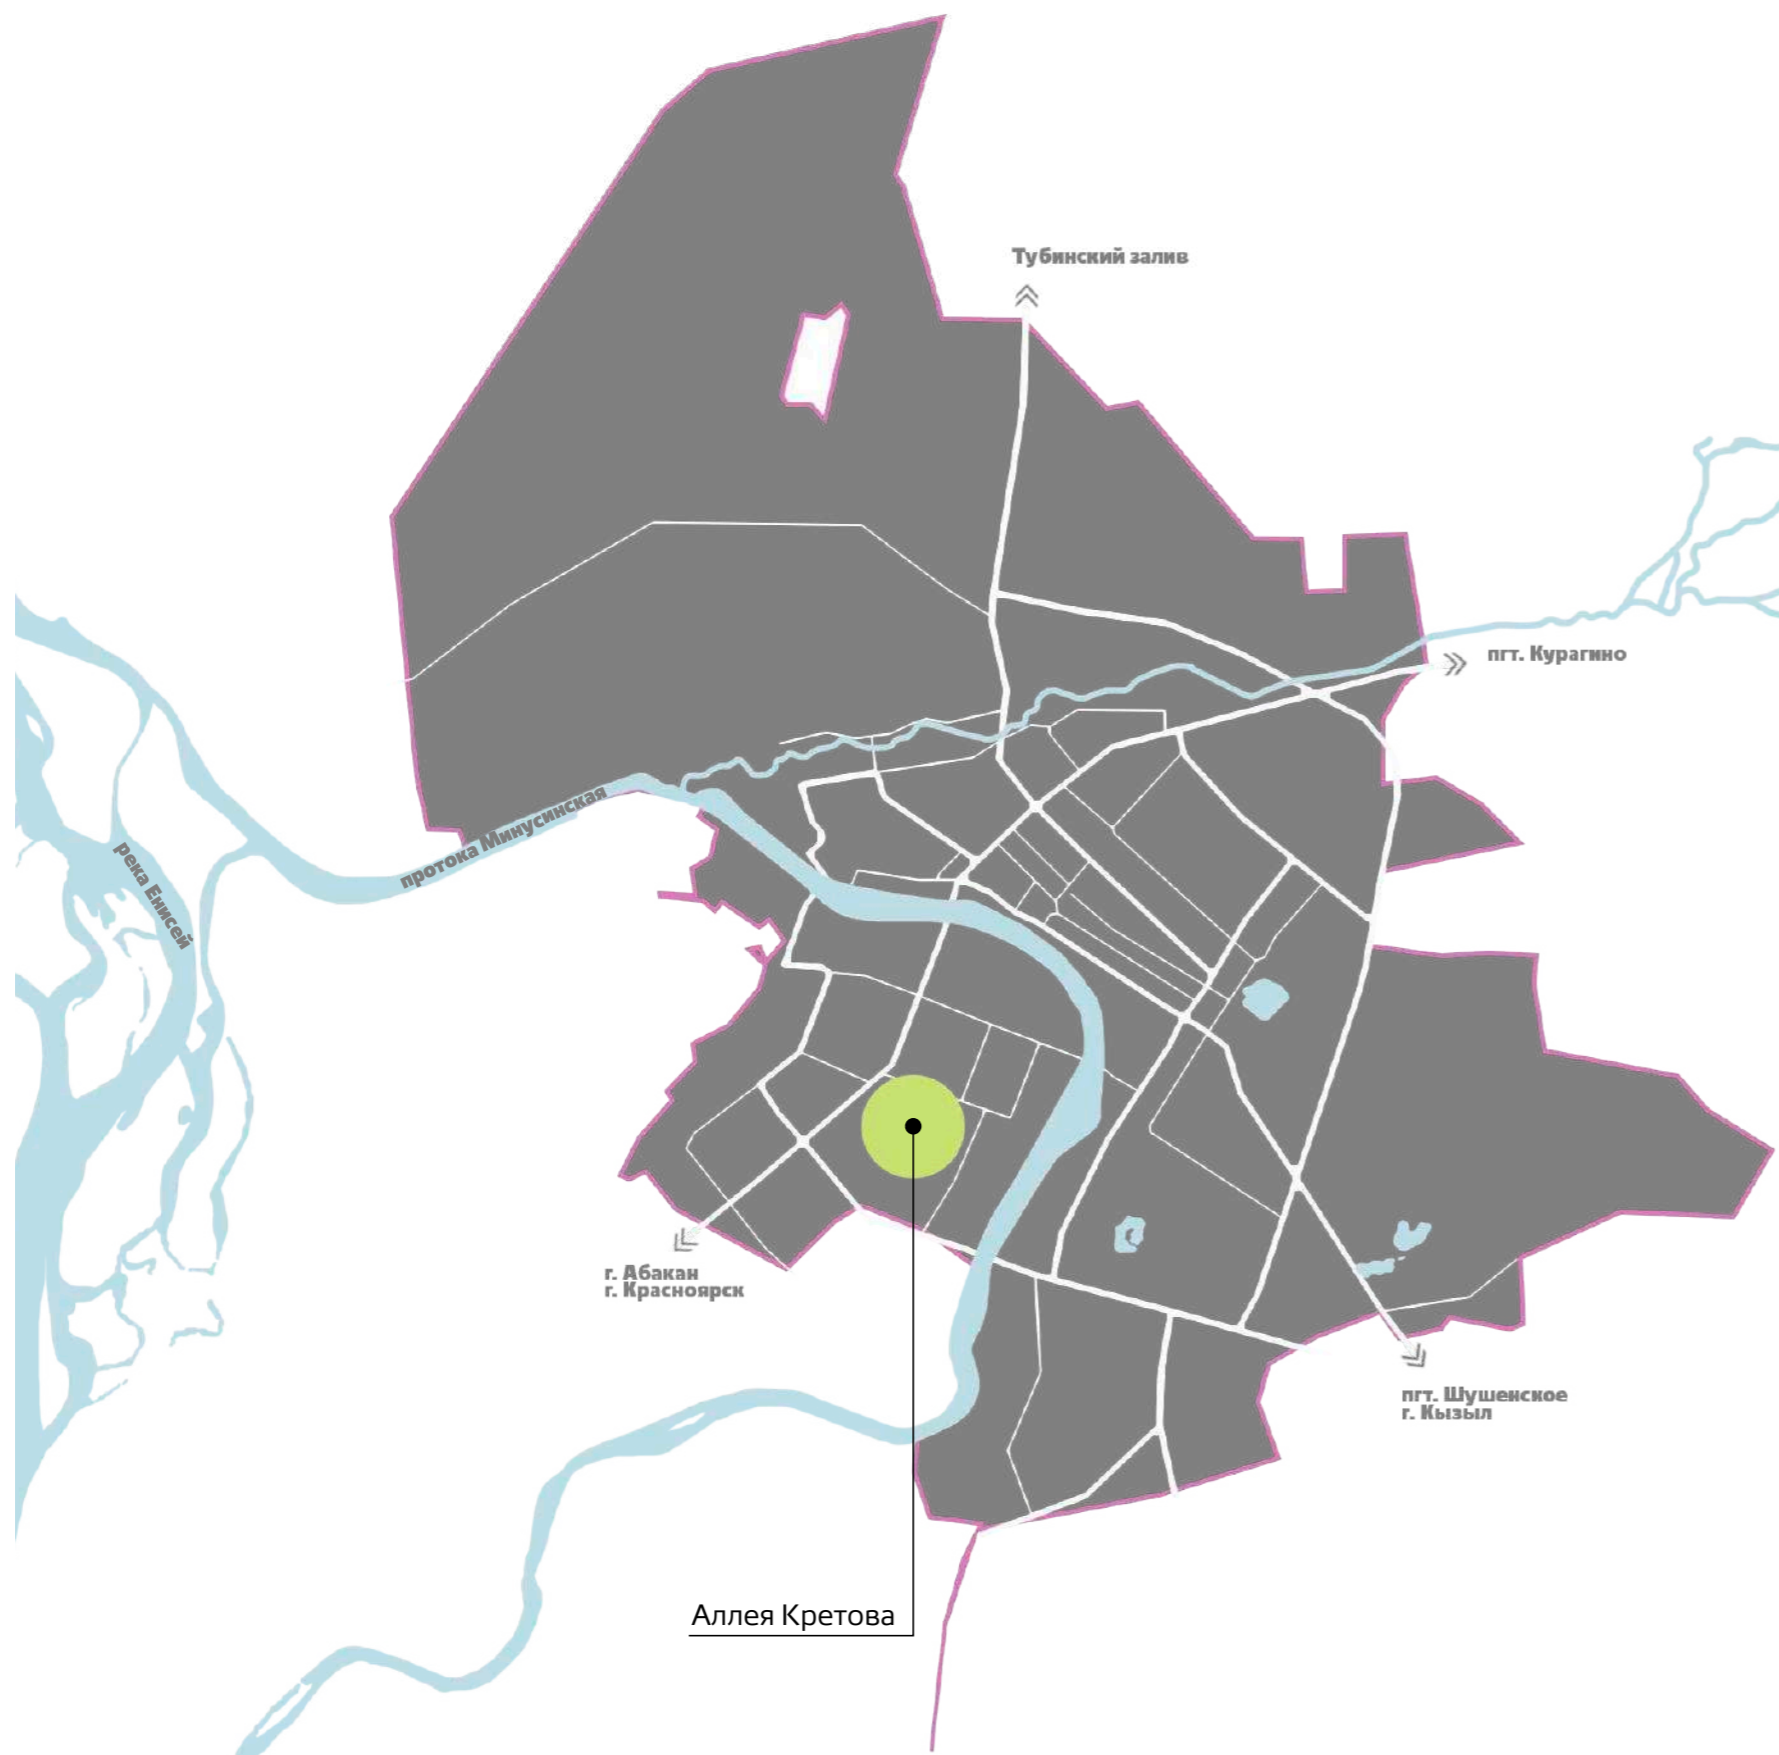 Тубинский залив
пгт. Курагино
протока Минусинская
река Енисей
г. Абакан
г. Красноярск
пгт. Шушенское
г. Кызыл
Аллея Кретова